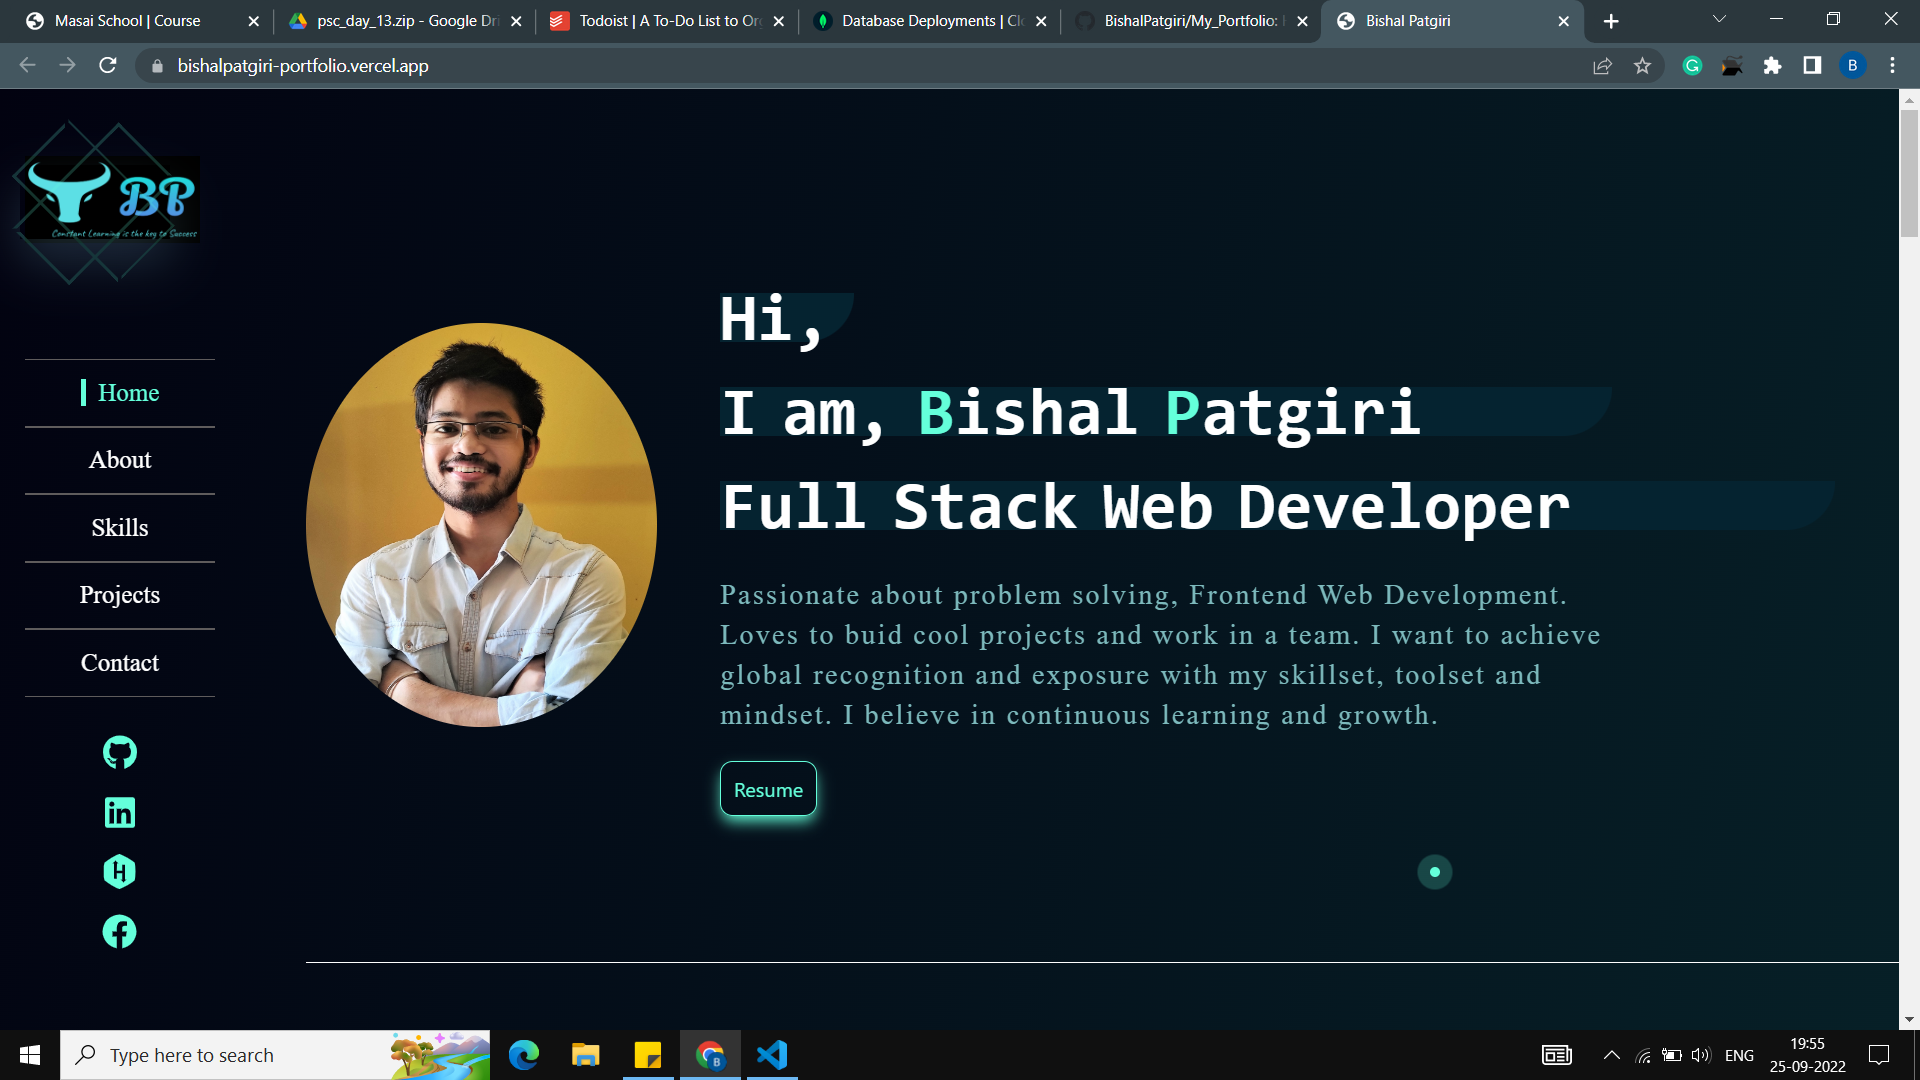 Masai School | Course
psc_day_13.zip - Google Dri
Todoist | A To-Do List to Or
Database Deployments | Cl
BishalPatgiri/My_Portfolio:
Bishal Patgiri
bishalpatgiri-portfolio.vercel.app
B
BP
Constant Learning is the key to Success
Home
About
Skills
Projects
Contact
in
H
Hi,
I am, Bishal Patgiri
Full Stack Web Developer
Passionate about problem solving, Frontend Web Development.
Loves to buid cool projects and work in a team. I want to achieve
global recognition and exposure with my skillset, toolset and
mindset. I believe in continuous learning and growth.
Resume
Type here to search
B
ENG
19:55
25-09-2022